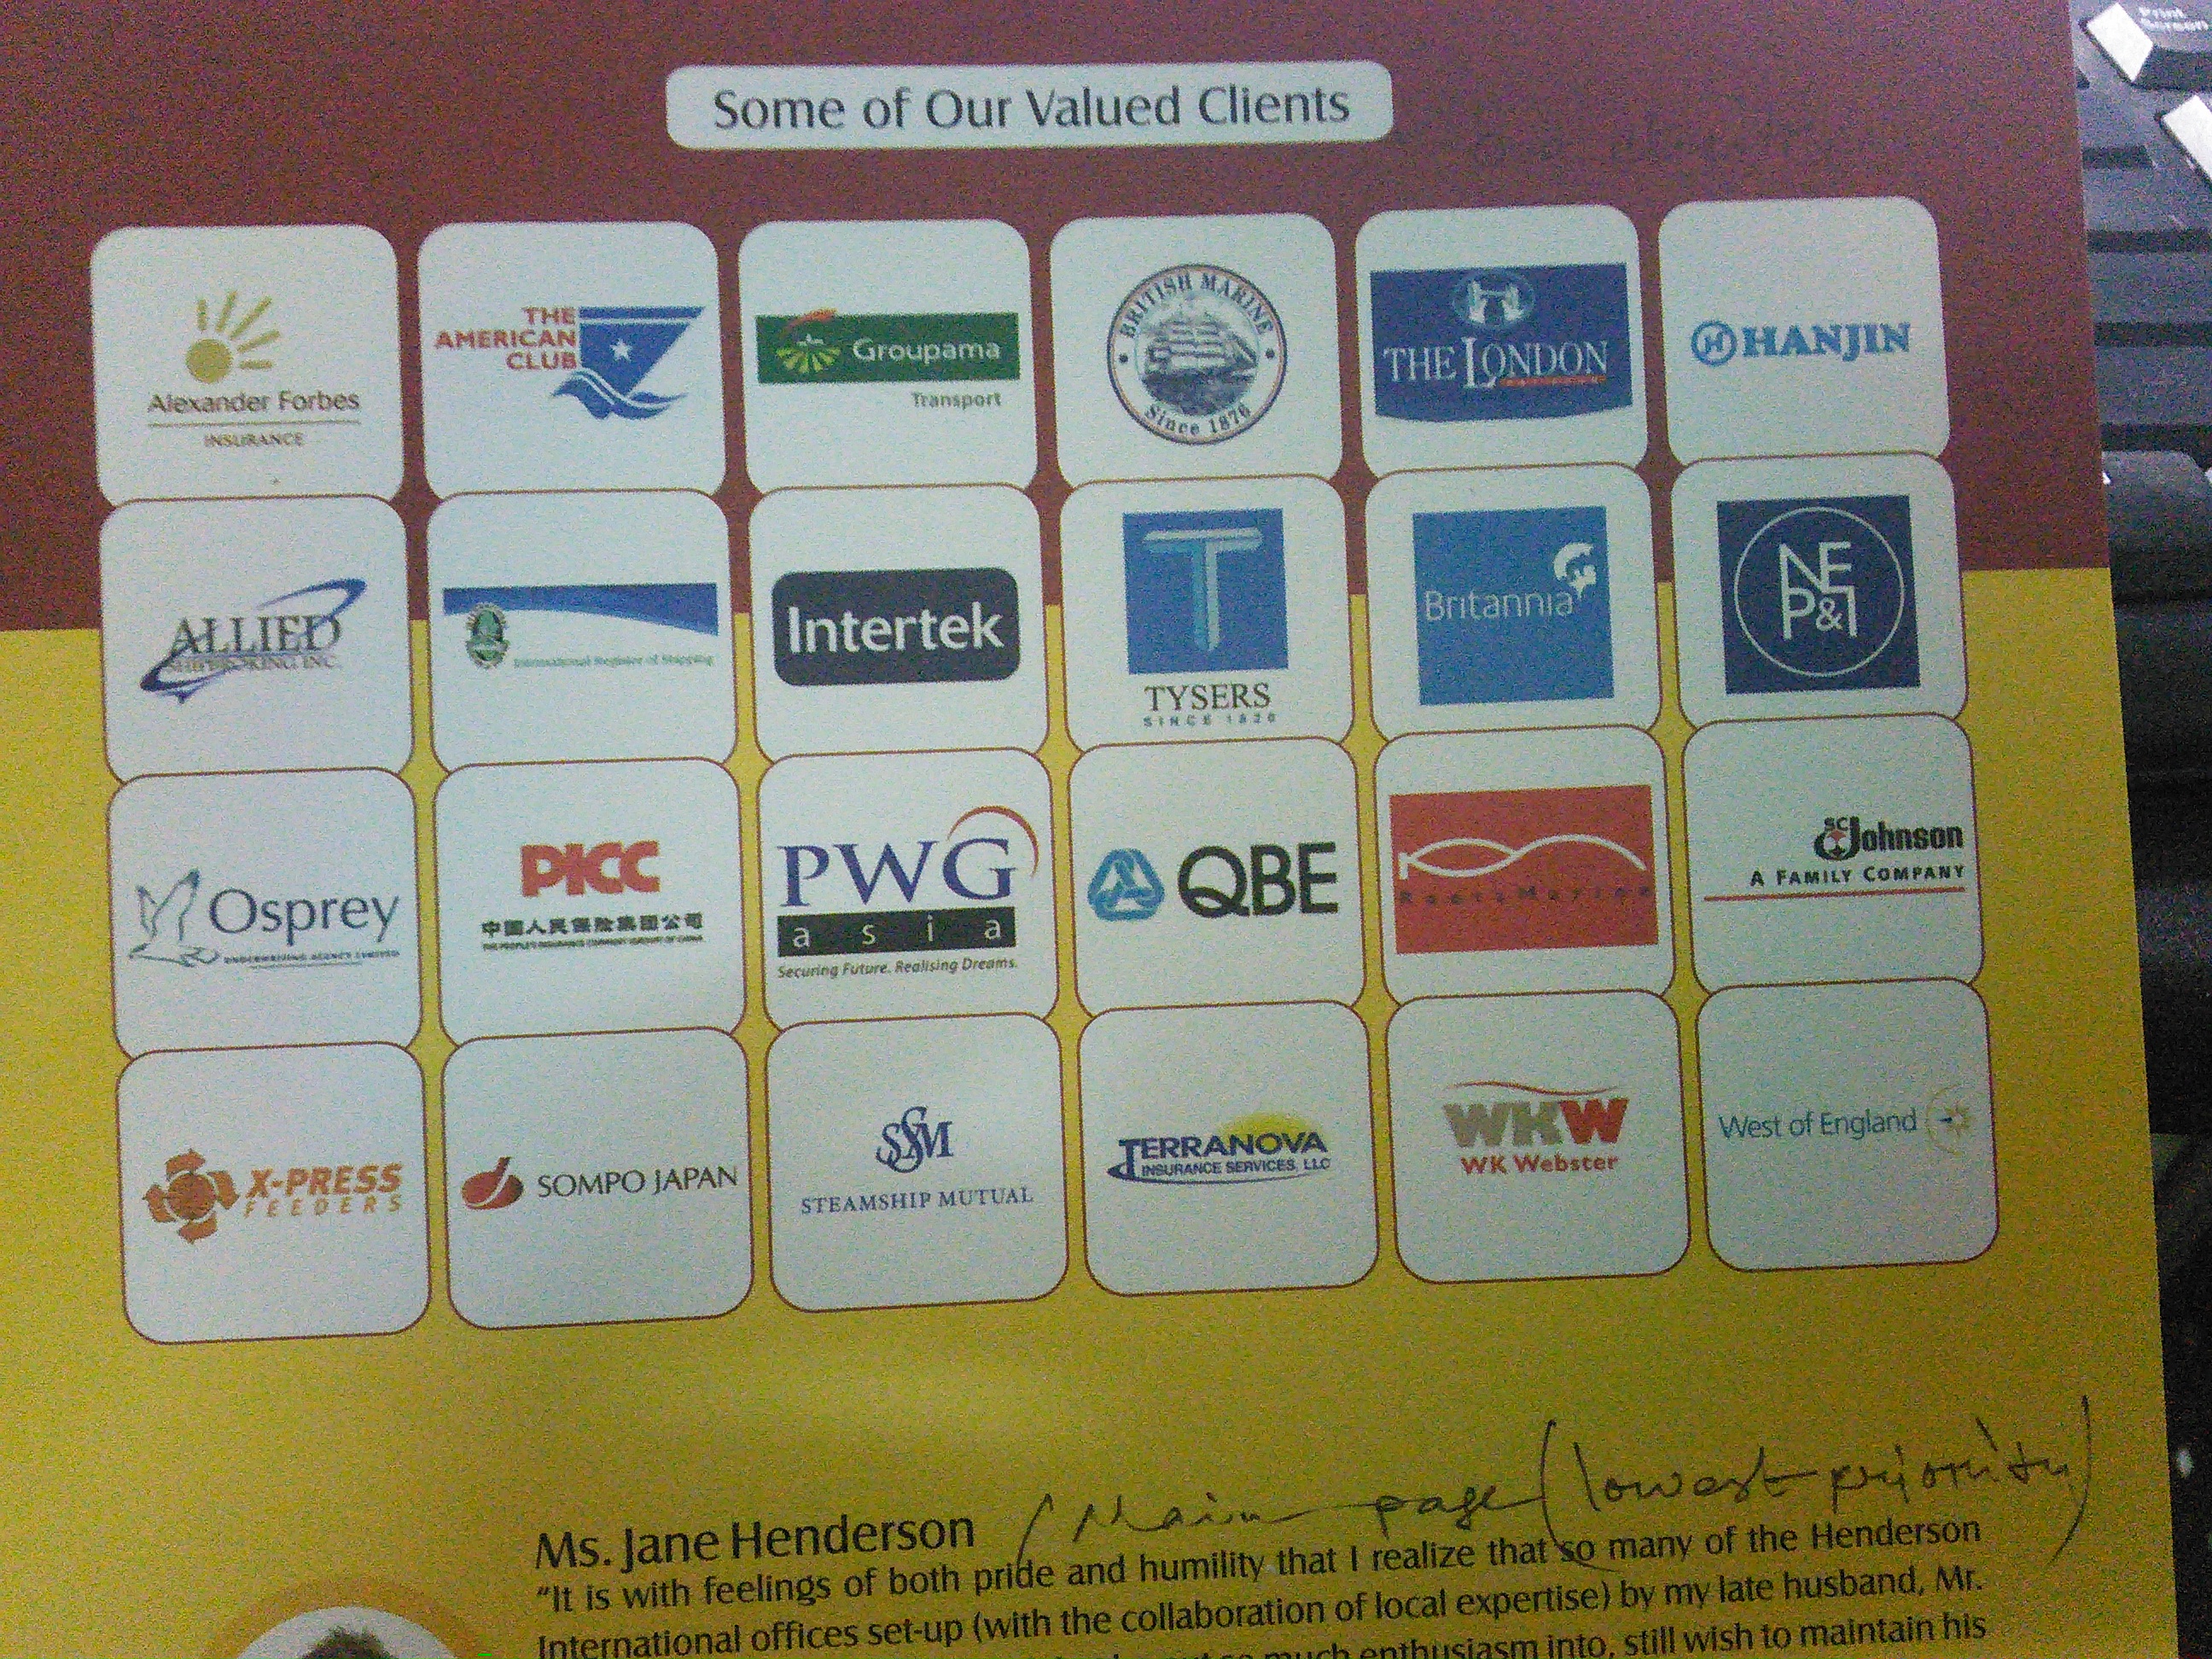 Print
Screen
Some of Our Valued Clients
Alexander Forbes
INSURANCE
THE
AMERICAN
CLUB
Groupama
Transport
BRITISH MARINE
Since 1876
THE LONDON
H HANJIN
ALLIED
SHIPBROKING INC.
International Register of Shipping
Intertek
T
TYSERS
SINCE 1820
Britannia
NE
P&I
Osprey
UNDERWRITING AGENCY LIMITED
PICC
中国人民保险集团公司
THE PEOPLE'S INSURANCE COMPANY (GROUP) OF CHINA
PWG
asia
Securing Future. Realising Dreams.
QBE
SC Johnson
A FAMILY COMPANY
X-PRESS
FEEDERS
SOMPO JAPAN
SSM
STEAMSHIP MUTUAL
TERRANOVA
INSURANCE SERVICES, LLC
WKW
WK Webster
West of England
(Main page (lowest priority)
Ms. Jane Henderson
"It is with feelings of both pride and humility that I realize that so many of the Henderson
International offices set-up (with the collaboration of local expertise) by my late husband, Mr.
so much enthusiasm into, still wish to maintain his